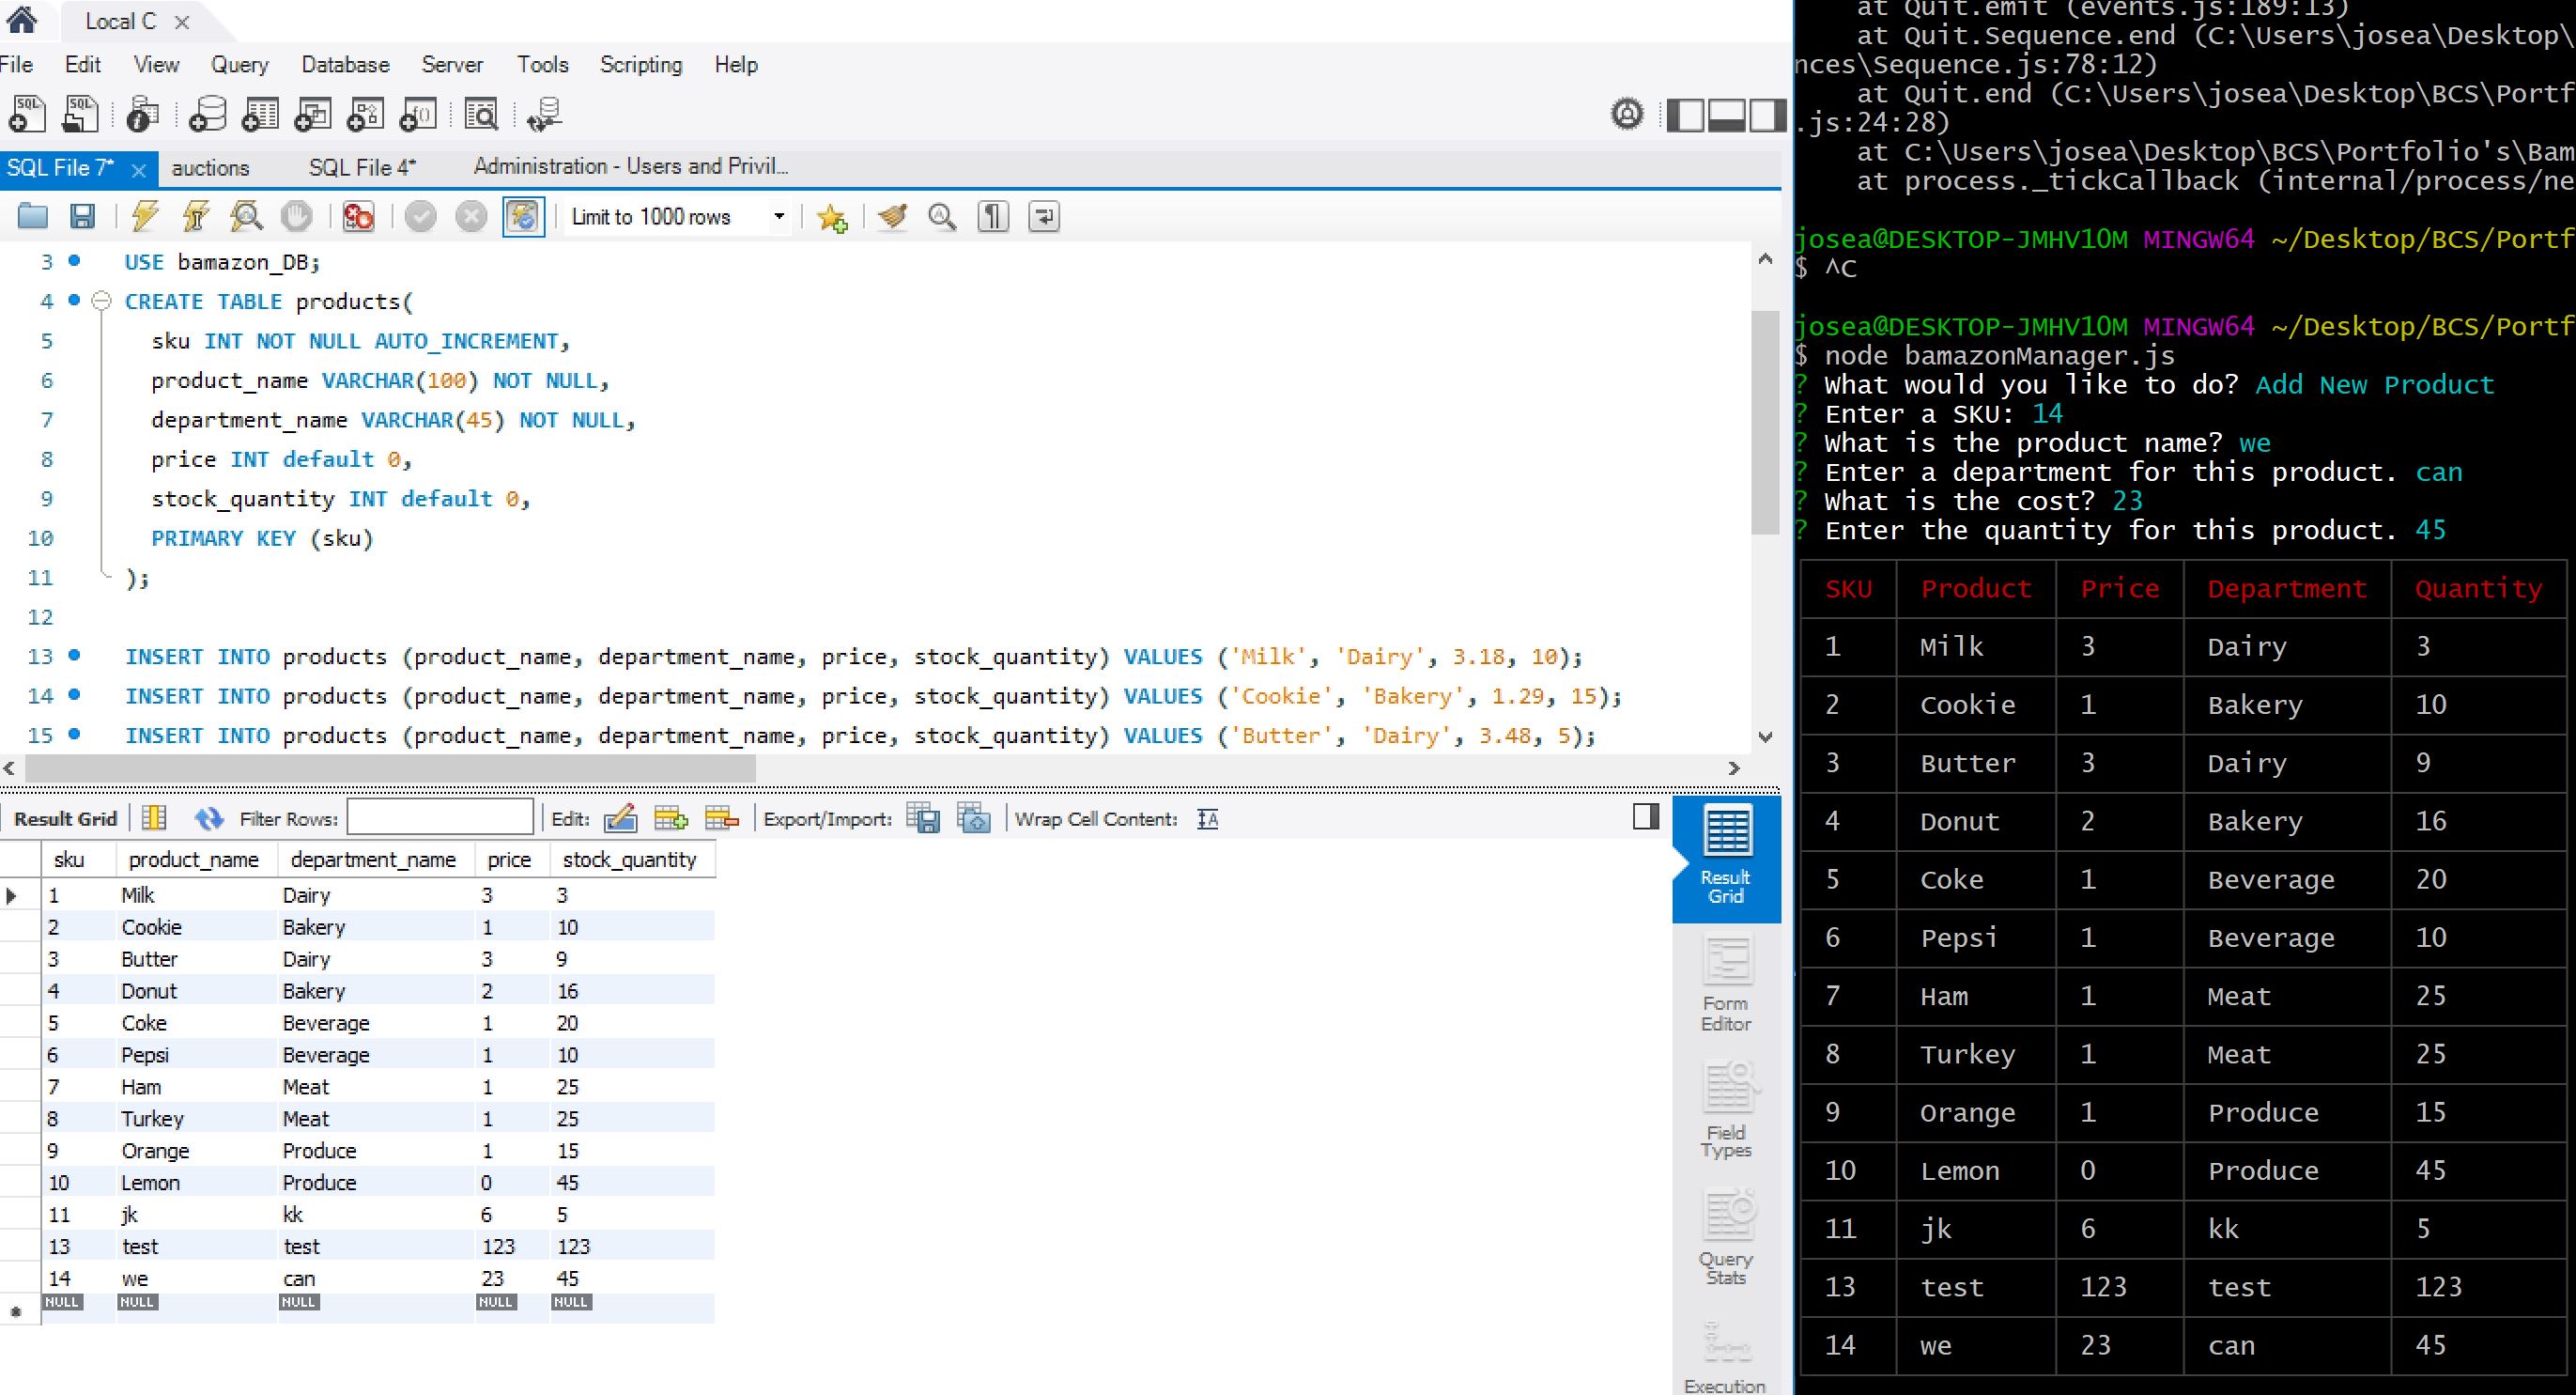 Local C
File Edit View Query Database Server Tools Scripting Help
SQL File 7* auctions SQL File 4* Administration - Users and Privil...
Limit to 1000 rows
3 USE bamazon_DB;
4 CREATE TABLE products(
5 sku INT NOT NULL AUTO_INCREMENT,
6 product_name VARCHAR(100) NOT NULL,
7 department_name VARCHAR(45) NOT NULL,
8 price INT default 0,
9 stock_quantity INT default 0,
10 PRIMARY KEY (sku)
11 );
12
13 INSERT INTO products (product_name, department_name, price, stock_quantity) VALUES ('Milk', 'Dairy', 3.18, 10);
14 INSERT INTO products (product_name, department_name, price, stock_quantity) VALUES ('Cookie', 'Bakery', 1.29, 15);
15 INSERT INTO products (product_name, department_name, price, stock_quantity) VALUES ('Butter', 'Dairy', 3.48, 5);
Result Grid Filter Rows: Edit: Export/Import: Wrap Cell Content:
sku product_name department_name price stock_quantity
1 Milk Dairy 3 3
2 Cookie Bakery 1 10
3 Butter Dairy 3 9
4 Donut Bakery 2 16
5 Coke Beverage 1 20
6 Pepsi Beverage 1 10
7 Ham Meat 1 25
8 Turkey Meat 1 25
9 Orange Produce 1 15
10 Lemon Produce 0 45
11 jk kk 6 5
13 test test 123 123
14 we can 23 45
NULL NULL NULL NULL NULL
Result
Grid
Form
Editor
Field
Types
Query
Stats
Execution
at Quit.emit (events.js:189:13)
at Quit.Sequence.end (C:\Users\josea\Desktop\
nces\Sequence.js:78:12)
at Quit.end (C:\Users\josea\Desktop\BCS\Portf
.js:24:28)
at C:\Users\josea\Desktop\BCS\Portfolio's\Bam
at process._tickCallback (internal/process/ne
josea@DESKTOP-JMHV10M MINGW64 ~/Desktop/BCS/Portf
$ ^C
josea@DESKTOP-JMHV10M MINGW64 ~/Desktop/BCS/Portf
$ node bamazonManager.js
? What would you like to do? Add New Product
? Enter a SKU: 14
? What is the product name? we
? Enter a department for this product. can
? What is the cost? 23
? Enter the quantity for this product. 45
SKU Product Price Department Quantity
1 Milk 3 Dairy 3
2 Cookie 1 Bakery 10
3 Butter 3 Dairy 9
4 Donut 2 Bakery 16
5 Coke 1 Beverage 20
6 Pepsi 1 Beverage 10
7 Ham 1 Meat 25
8 Turkey 1 Meat 25
9 Orange 1 Produce 15
10 Lemon 0 Produce 45
11 jk 6 kk 5
13 test 123 test 123
14 we 23 can 45